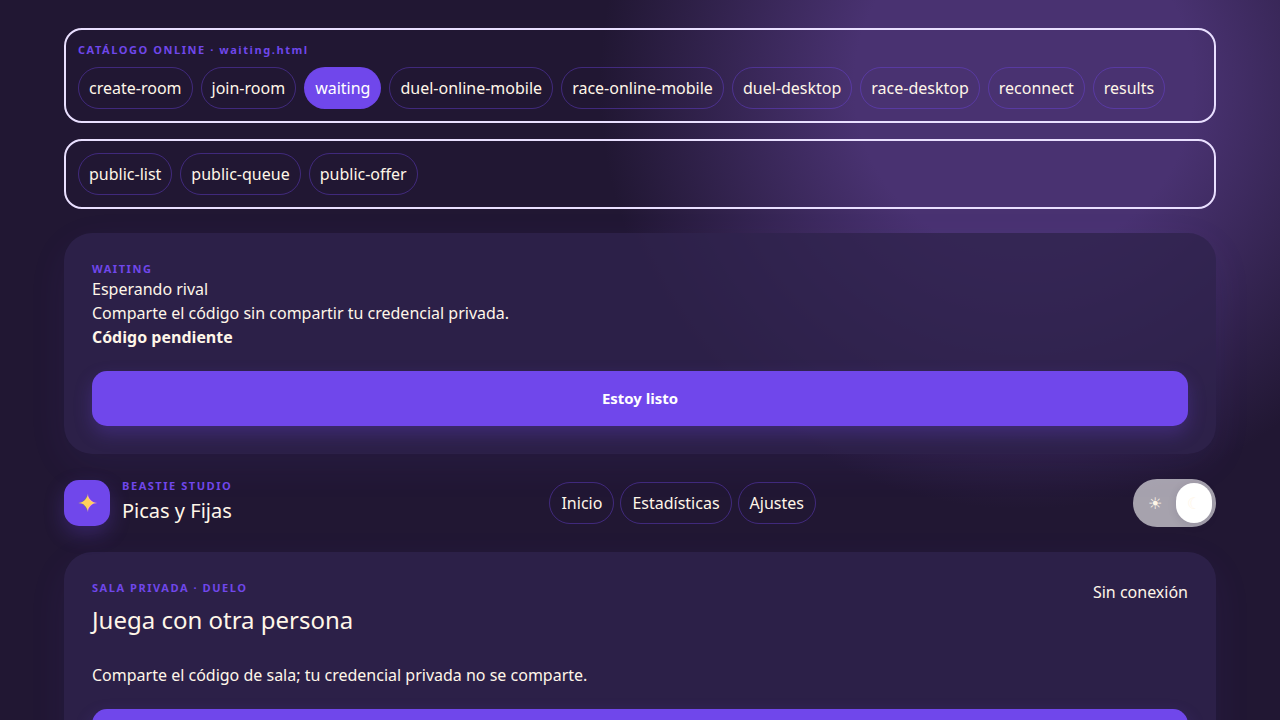 CATÁLOGO ONLINE · waiting.html
create-room join-room waiting duel-online-mobile race-online-mobile duel-desktop race-desktop reconnect results
public-list public-queue public-offer
WAITING
Esperando rival
Comparte el código sin compartir tu credencial privada.
Código pendiente
Estoy listo
BEASTIE STUDIO
Picas y Fijas
Inicio Estadísticas Ajustes
SALA PRIVADA · DUELO
Sin conexión
Juega con otra persona
Comparte el código de sala; tu credencial privada no se comparte.